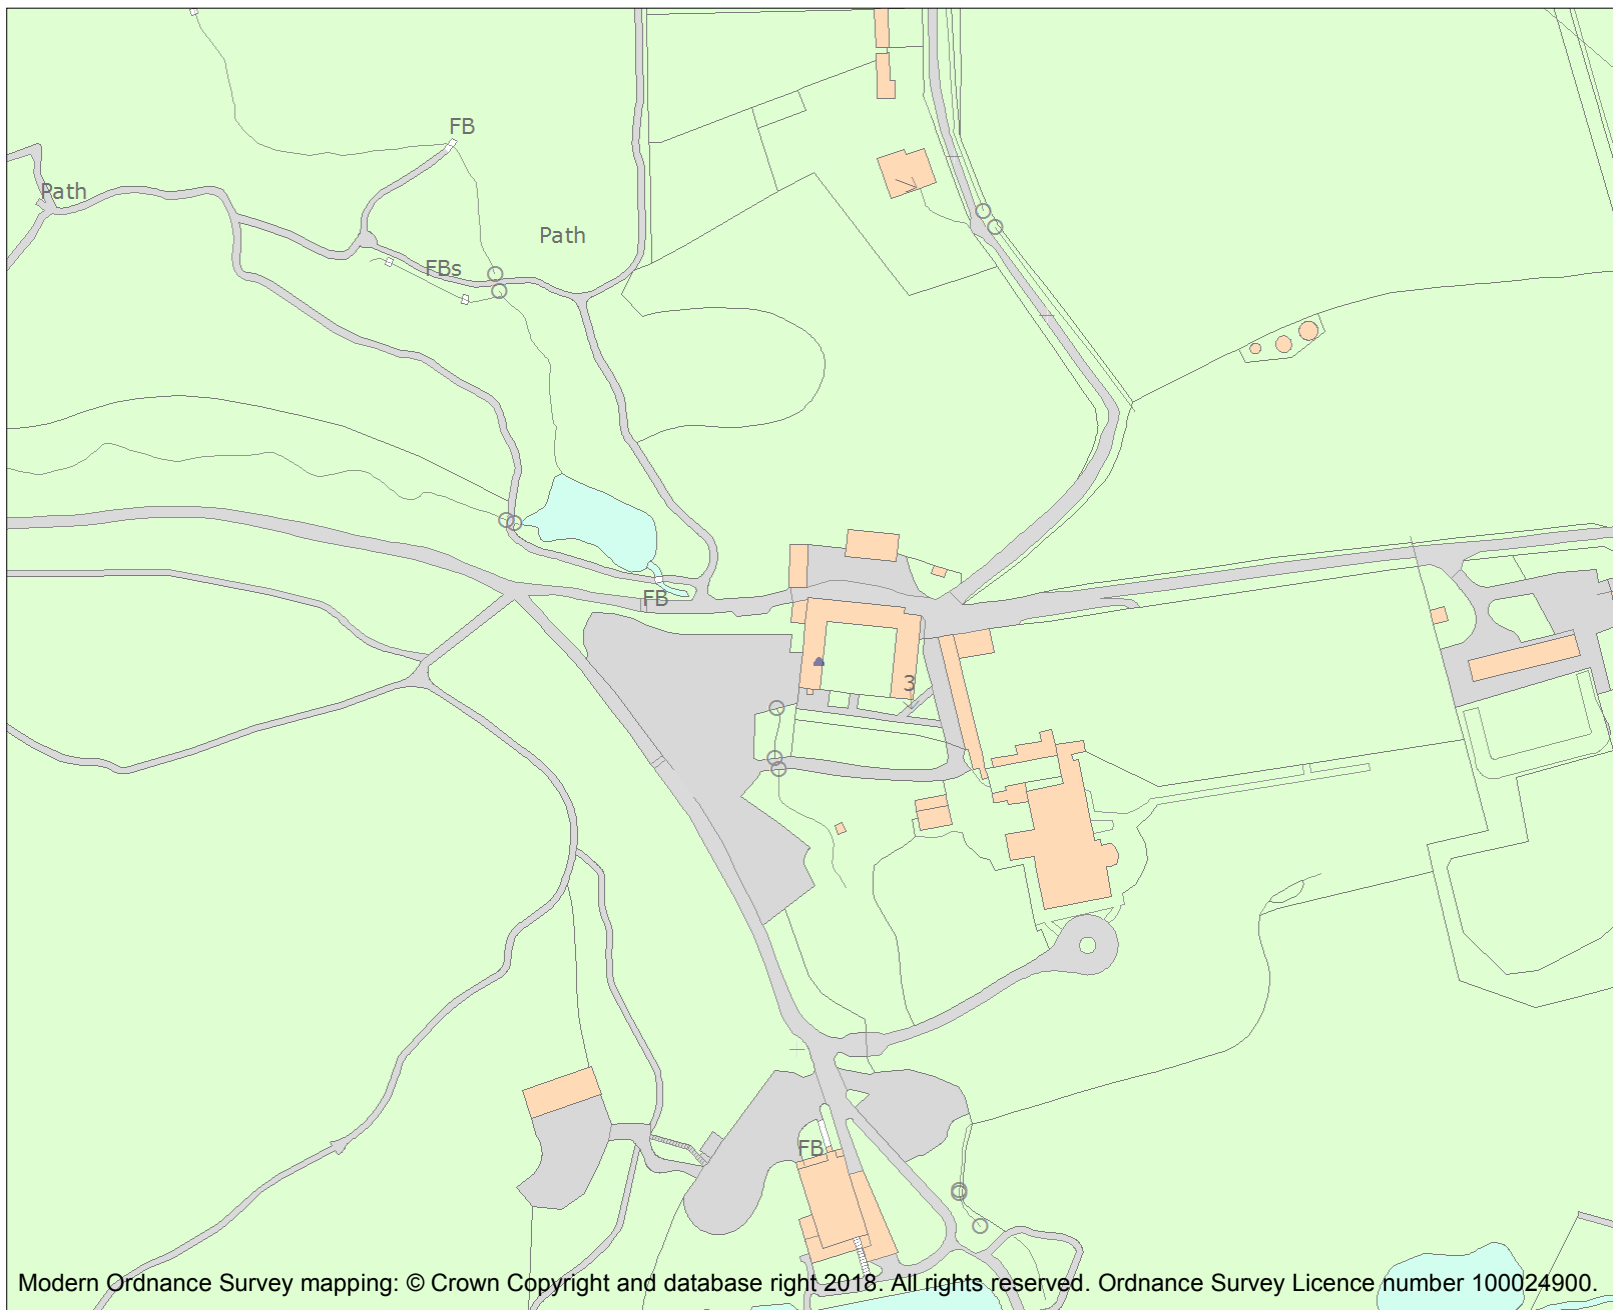 FB
Path
Path
FBs
FB
3
FB
Modern Ordnance Survey mapping: © Crown Copyright and database right 2018. All rights reserved. Ordnance Survey Licence number 100024900.